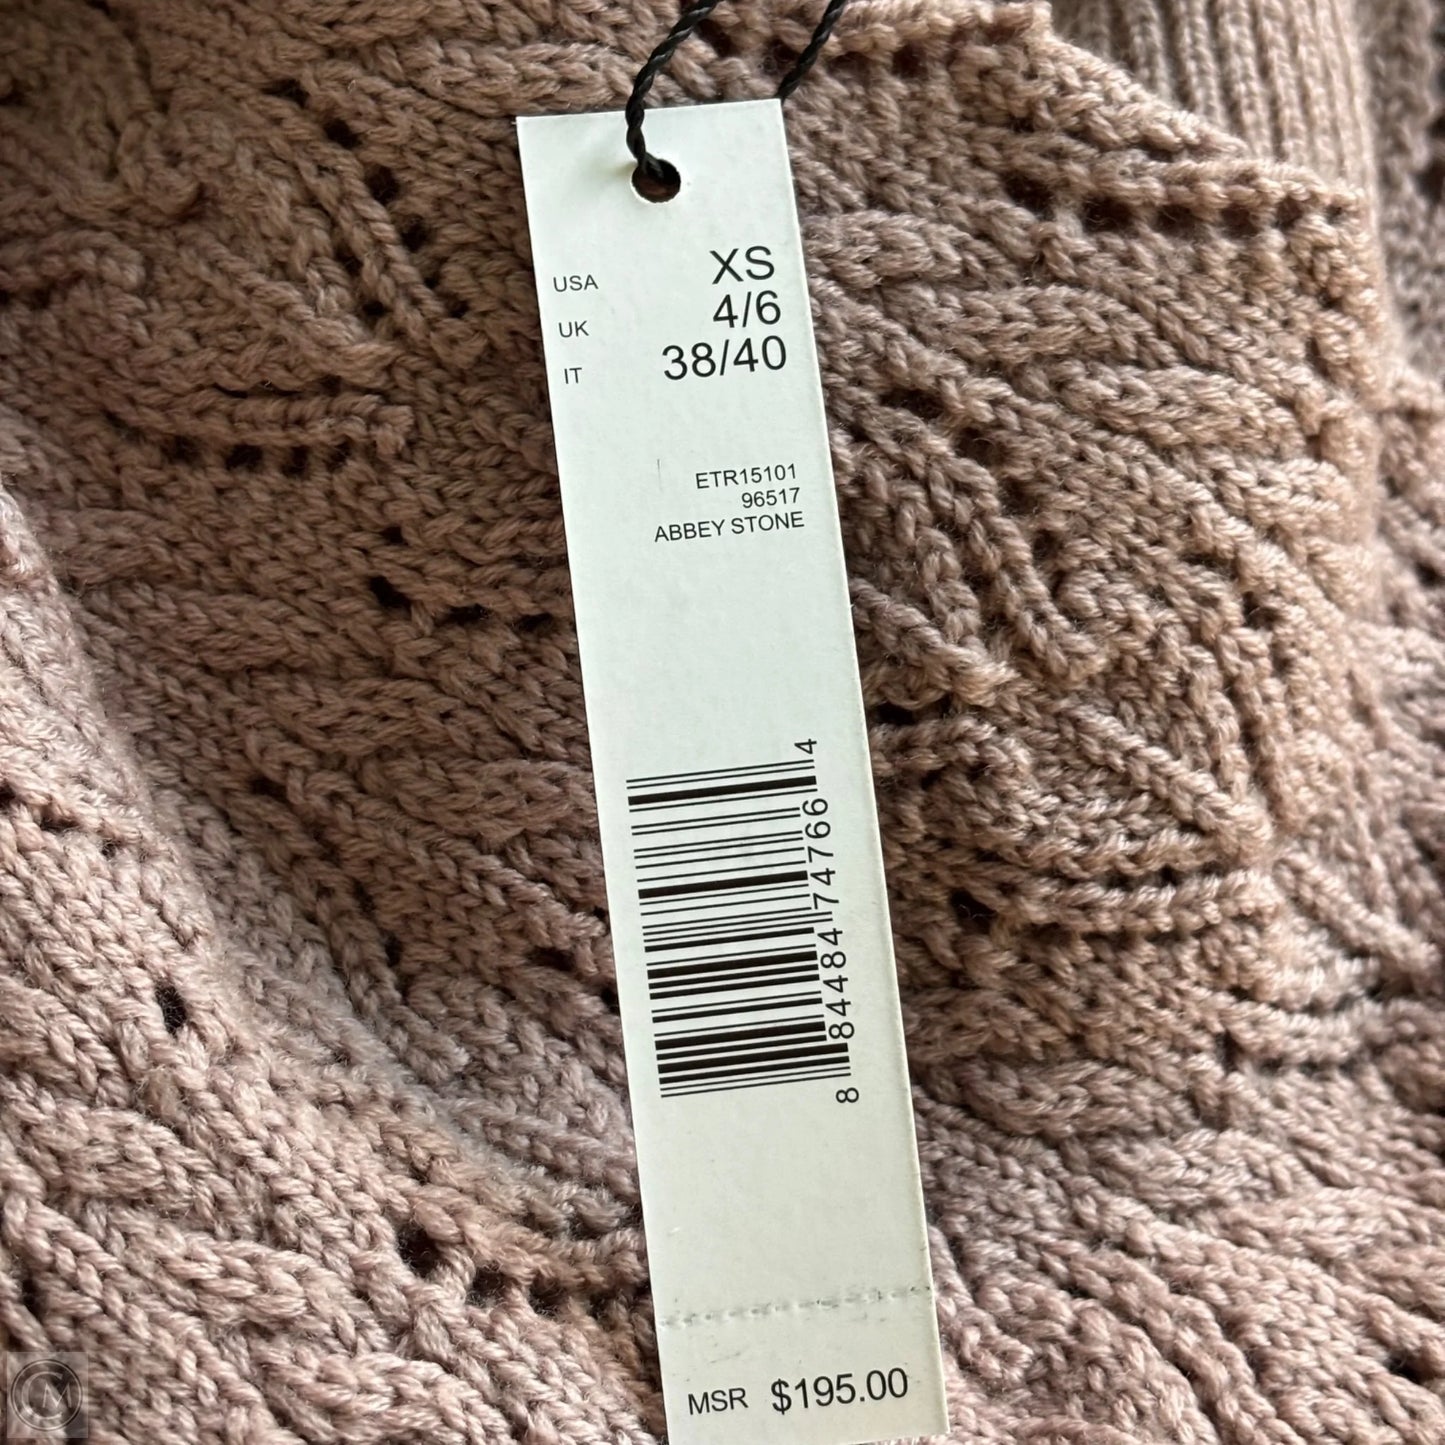 USA XS
UK 4/6
IT 38/40
ETR15101
96517
ABBEY STONE
8 84484 74766 4
MSR $195.00
CM